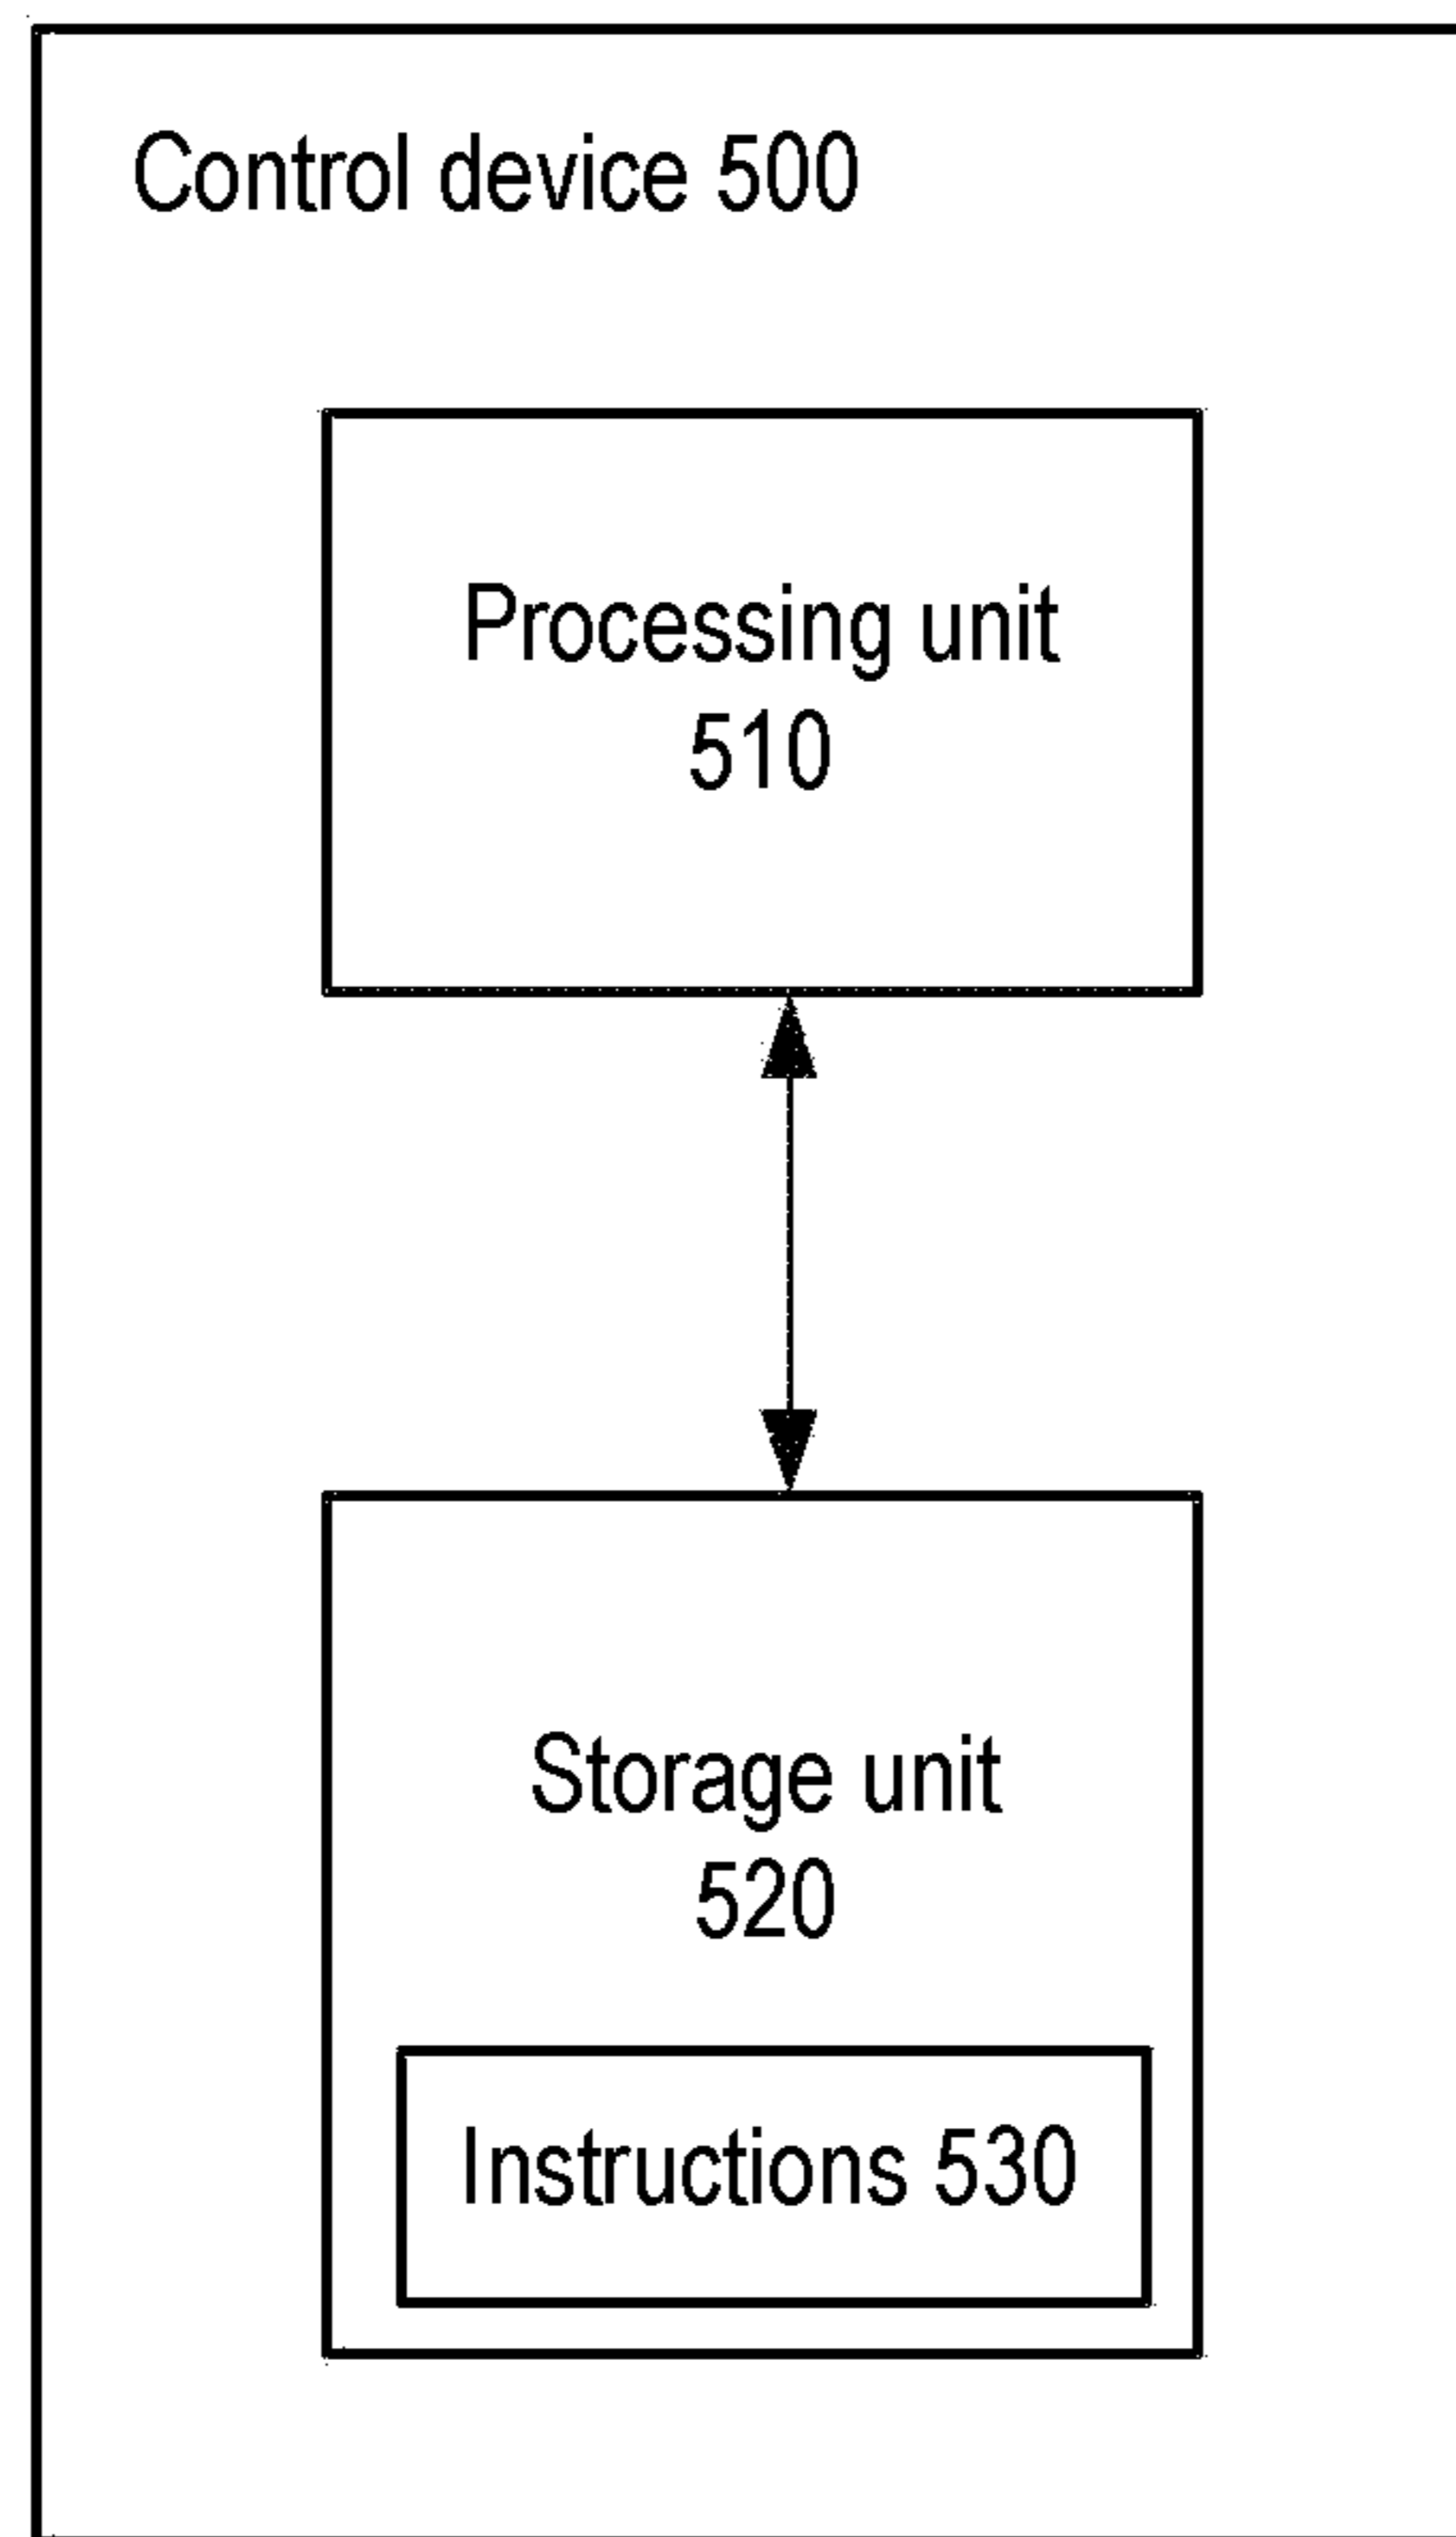 Control device 500
Processing unit
510
Storage unit
520
Instructions 530